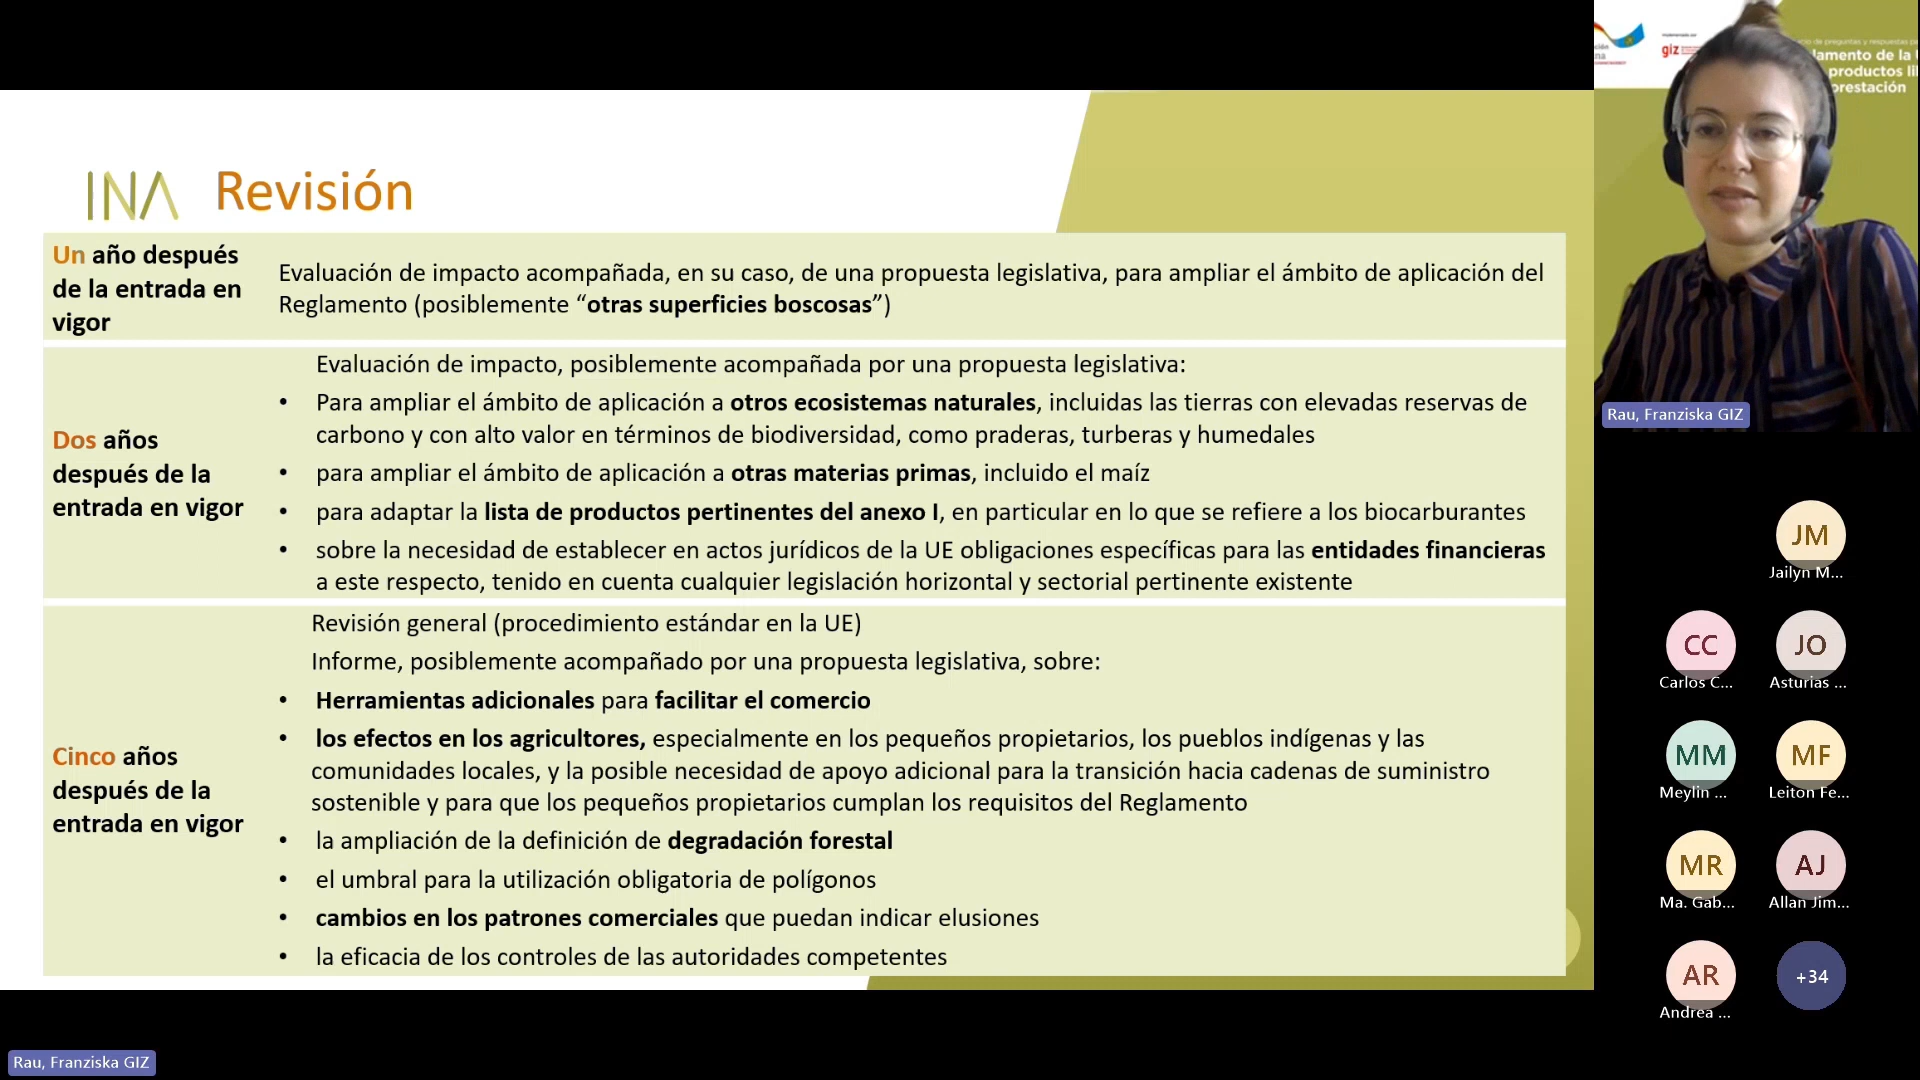 INA Revisión
Un año después
de la entrada en
vigor
Evaluación de impacto acompañada, en su caso, de una propuesta legislativa, para ampliar el ámbito de aplicación del
Reglamento (posiblemente “otras superficies boscosas”)
Dos años
después de la
entrada en vigor
Evaluación de impacto, posiblemente acompañada por una propuesta legislativa:
• Para ampliar el ámbito de aplicación a otros ecosistemas naturales, incluidas las tierras con elevadas reservas de
carbono y con alto valor en términos de biodiversidad, como praderas, turberas y humedales
• para ampliar el ámbito de aplicación a otras materias primas, incluido el maíz
• para adaptar la lista de productos pertinentes del anexo I, en particular en lo que se refiere a los biocarburantes
• sobre la necesidad de establecer en actos jurídicos de la UE obligaciones específicas para las entidades financieras
a este respecto, tenido en cuenta cualquier legislación horizontal y sectorial pertinente existente
Cinco años
después de la
entrada en vigor
Revisión general (procedimiento estándar en la UE)
Informe, posiblemente acompañado por una propuesta legislativa, sobre:
• Herramientas adicionales para facilitar el comercio
• los efectos en los agricultores, especialmente en los pequeños propietarios, los pueblos indígenas y las
comunidades locales, y la posible necesidad de apoyo adicional para la transición hacia cadenas de suministro
sostenible y para que los pequeños propietarios cumplan los requisitos del Reglamento
• la ampliación de la definición de degradación forestal
• el umbral para la utilización obligatoria de polígonos
• cambios en los patrones comerciales que puedan indicar elusiones
• la eficacia de los controles de las autoridades competentes
giz
lamento de la
productos li
orestación
Rau, Franziska GIZ
JM
Jailyn M...
CC
Carlos C...
JO
Asturias ...
MM
Meylin ...
MF
Leiton Fe...
MR
Ma. Gab...
AJ
Allan Jim...
AR
Andrea ...
+34
Rau, Franziska GIZ